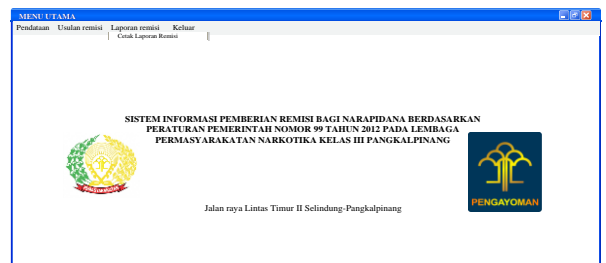 MENU UTAMA
Pendataan Usulan remisi Laporan remisi Keluar
Cetak Laporan Remisi
SISTEM INFORMASI PEMBERIAN REMISI BAGI NARAPIDANA BERDASARKAN
PERATURAN PEMERINTAH NOMOR 99 TAHUN 2012 PADA LEMBAGA
PERMASYARAKATAN NARKOTIKA KELAS III PANGKALPINANG
PENGAYOMAN
Jalan raya Lintas Timur II Selindung-Pangkalpinang